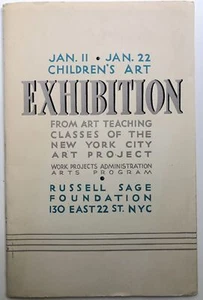 JAN. 11 • JAN. 22
CHILDREN'S ART
EXHIBITION
FROM ART TEACHING
CLASSES OF THE
NEW YORK CITY
ART PROJECT
WORK PROJECTS ADMINISTRATION
ARTS PROGRAM
•
RUSSELL SAGE
FOUNDATION
130 EAST 22 ST. NYC